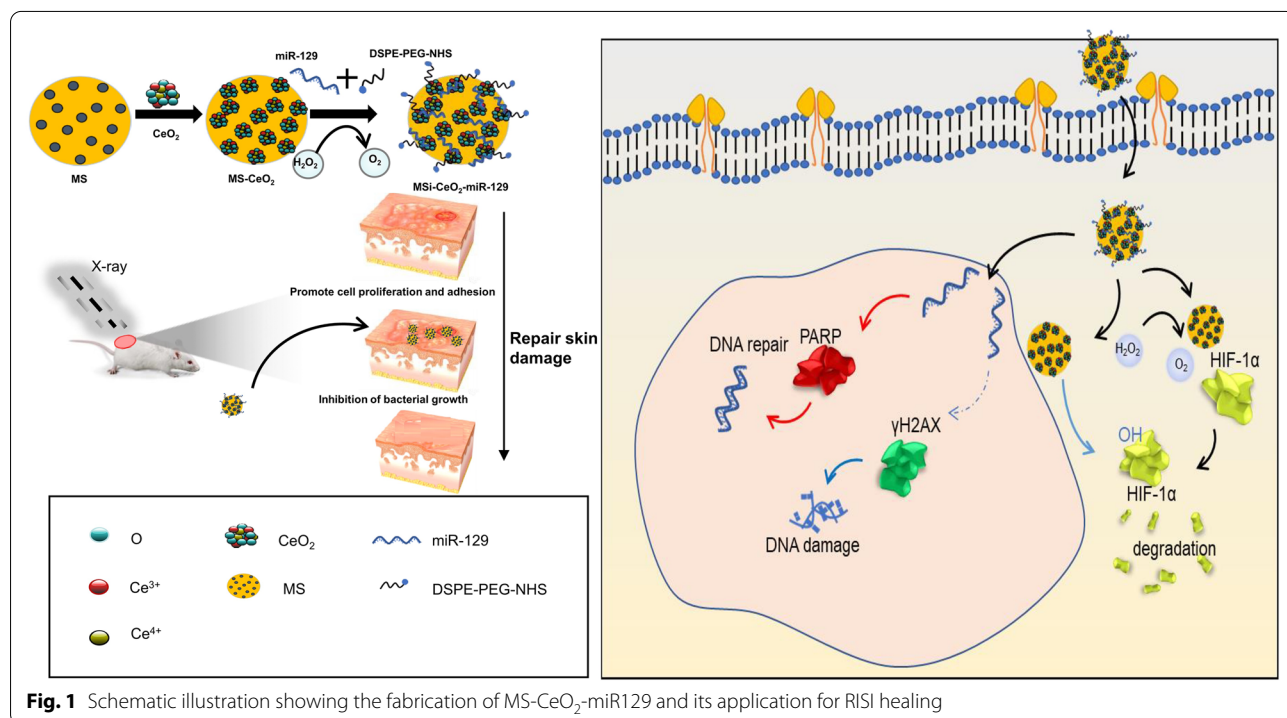 miR-129
DSPE-PEG-NHS
CeO₂
MS
MS-CeO₂
H₂O₂
O₂
MSi-CeO₂-miR-129
X-ray
Promote cell proliferation and adhesion
Repair skin
damage
Inhibition of bacterial growth
O
CeO₂
miR-129
Ce³⁺
MS
DSPE-PEG-NHS
Ce⁴⁺
DNA repair
PARP
γH2AX
DNA damage
H₂O₂
O₂
HIF-1α
OH
HIF-1α
degradation
Fig. 1 Schematic illustration showing the fabrication of MS-CeO₂-miR129 and its application for RISI healing